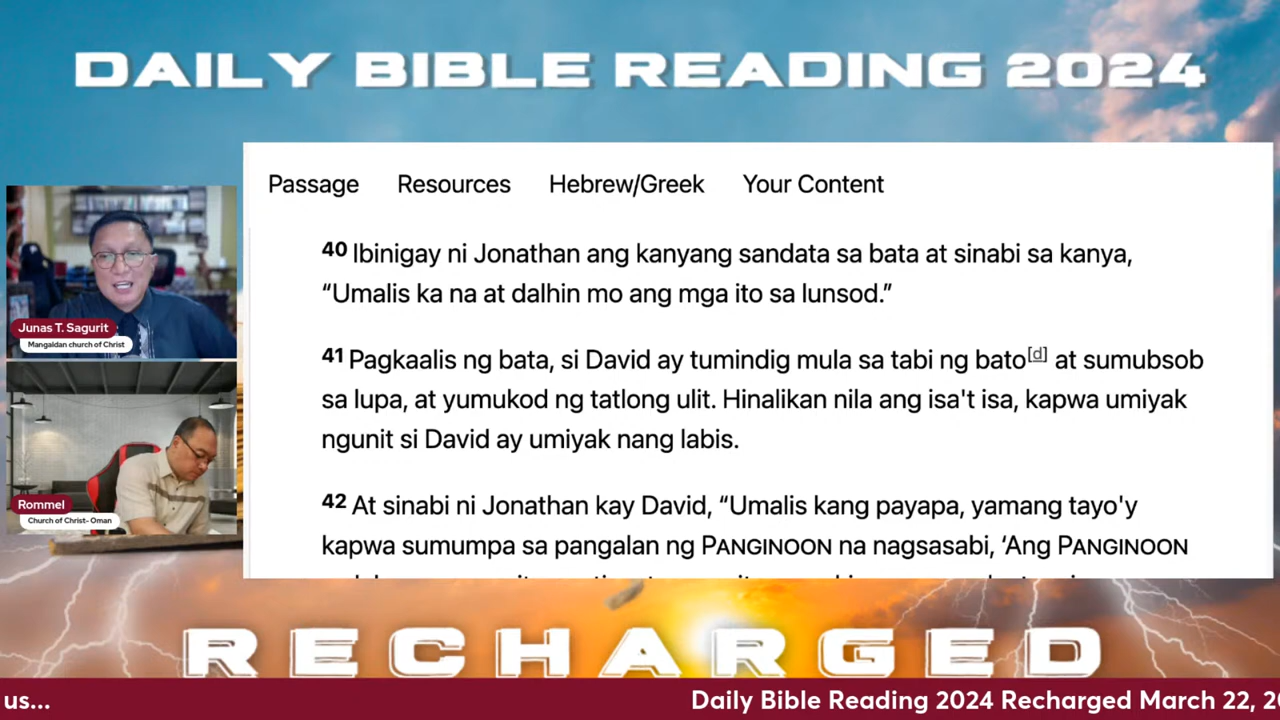 DAILY BIBLE READING 2024
Passage Resources Hebrew/Greek Your Content
40 Ibinigay ni Jonathan ang kanyang sandata sa bata at sinabi sa kanya,
“Umalis ka na at dalhin mo ang mga ito sa lunsod.”
41 Pagkaalis ng bata, si David ay tumindig mula sa tabi ng bato[d] at sumubsob
sa lupa, at yumukod ng tatlong ulit. Hinalikan nila ang isa't isa, kapwa umiyak
ngunit si David ay umiyak nang labis.
42 At sinabi ni Jonathan kay David, “Umalis kang payapa, yamang tayo'y
kapwa sumumpa sa pangalan ng PANGINOON na nagsasabi, ‘Ang PANGINOON
Junas T. Sagurit
Mangaldan church of Christ
Rommel
Church of Christ- Oman
RECHARGED
us... Daily Bible Reading 2024 Recharged March 22, 20